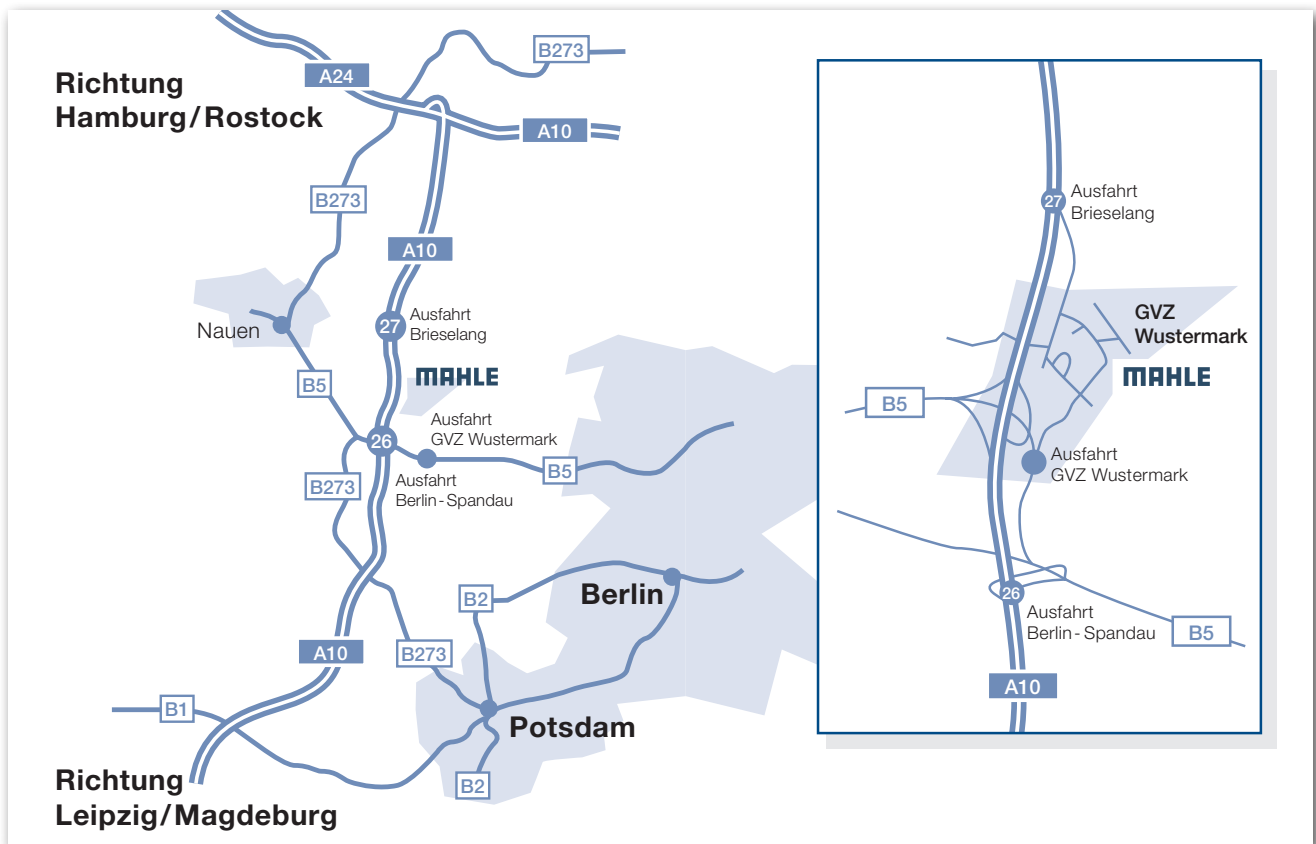 B273
A24
Richtung
Hamburg/Rostock
A10
B273
A10
27
Ausfahrt
Brieselang
Nauen
MAHLE
B5
Ausfahrt
GVZ Wustermark
26
B5
B273
Ausfahrt
Berlin-Spandau
Berlin
B2
A10
B273
B1
Potsdam
B2
Richtung
Leipzig/Magdeburg
27
Ausfahrt
Brieselang
GVZ
Wustermark
MAHLE
B5
Ausfahrt
GVZ Wustermark
26
Ausfahrt
Berlin-Spandau
B5
A10